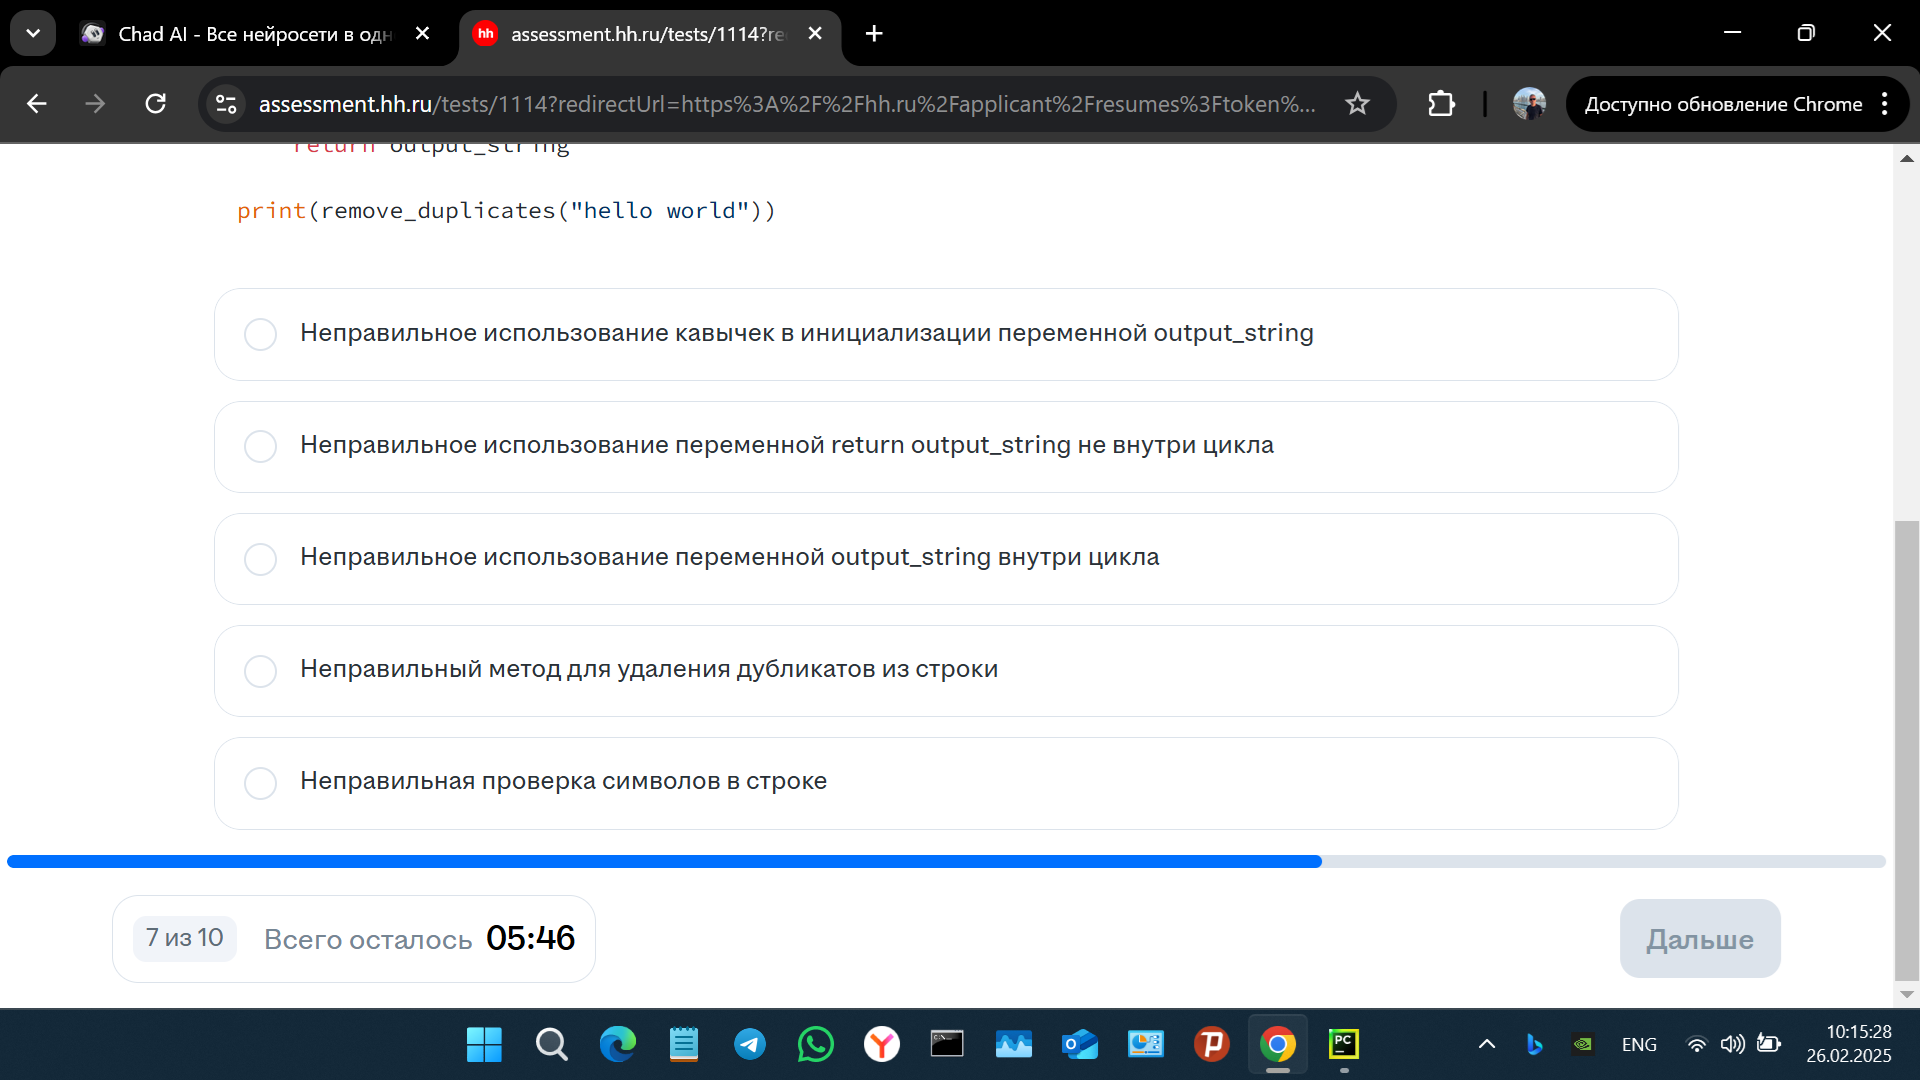 Chad AI - Все нейросети в одн
hh
assessment.hh.ru/tests/1114?re
assessment.hh.ru/tests/1114?redirectUrl=https%3A%2F%2Fhh.ru%2Fapplicant%2Fresumes%3Ftoken%...
Доступно обновление Chrome
return output_string
print(remove_duplicates("hello world"))
Неправильное использование кавычек в инициализации переменной output_string
Неправильное использование переменной return output_string не внутри цикла
Неправильное использование переменной output_string внутри цикла
Неправильный метод для удаления дубликатов из строки
Неправильная проверка символов в строке
7 из 10
Всего осталось 05:46
Дальше
PC
ENG
10:15:28
26.02.2025